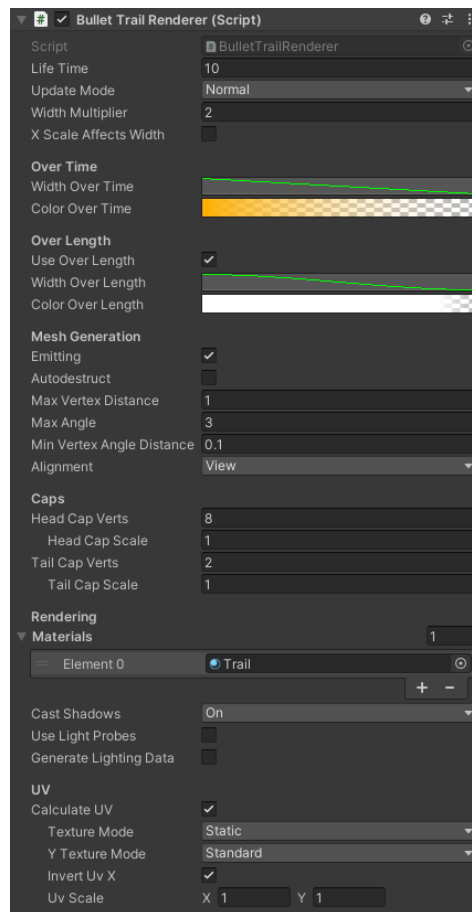 Bullet Trail Renderer (Script)
Script BulletTrailRenderer
Life Time 10
Update Mode Normal
Width Multiplier 2
X Scale Affects Width
Over Time
Width Over Time
Color Over Time
Over Length
Use Over Length
Width Over Length
Color Over Length
Mesh Generation
Emitting
Autodestruct
Max Vertex Distance 1
Max Angle 3
Min Vertex Angle Distance 0.1
Alignment View
Caps
Head Cap Verts 8
Head Cap Scale 1
Tail Cap Verts 2
Tail Cap Scale 1
Rendering
Materials 1
Element 0 Trail
Cast Shadows On
Use Light Probes
Generate Lighting Data
UV
Calculate UV
Texture Mode Static
Y Texture Mode Standard
Invert Uv X
Uv Scale X 1 Y 1